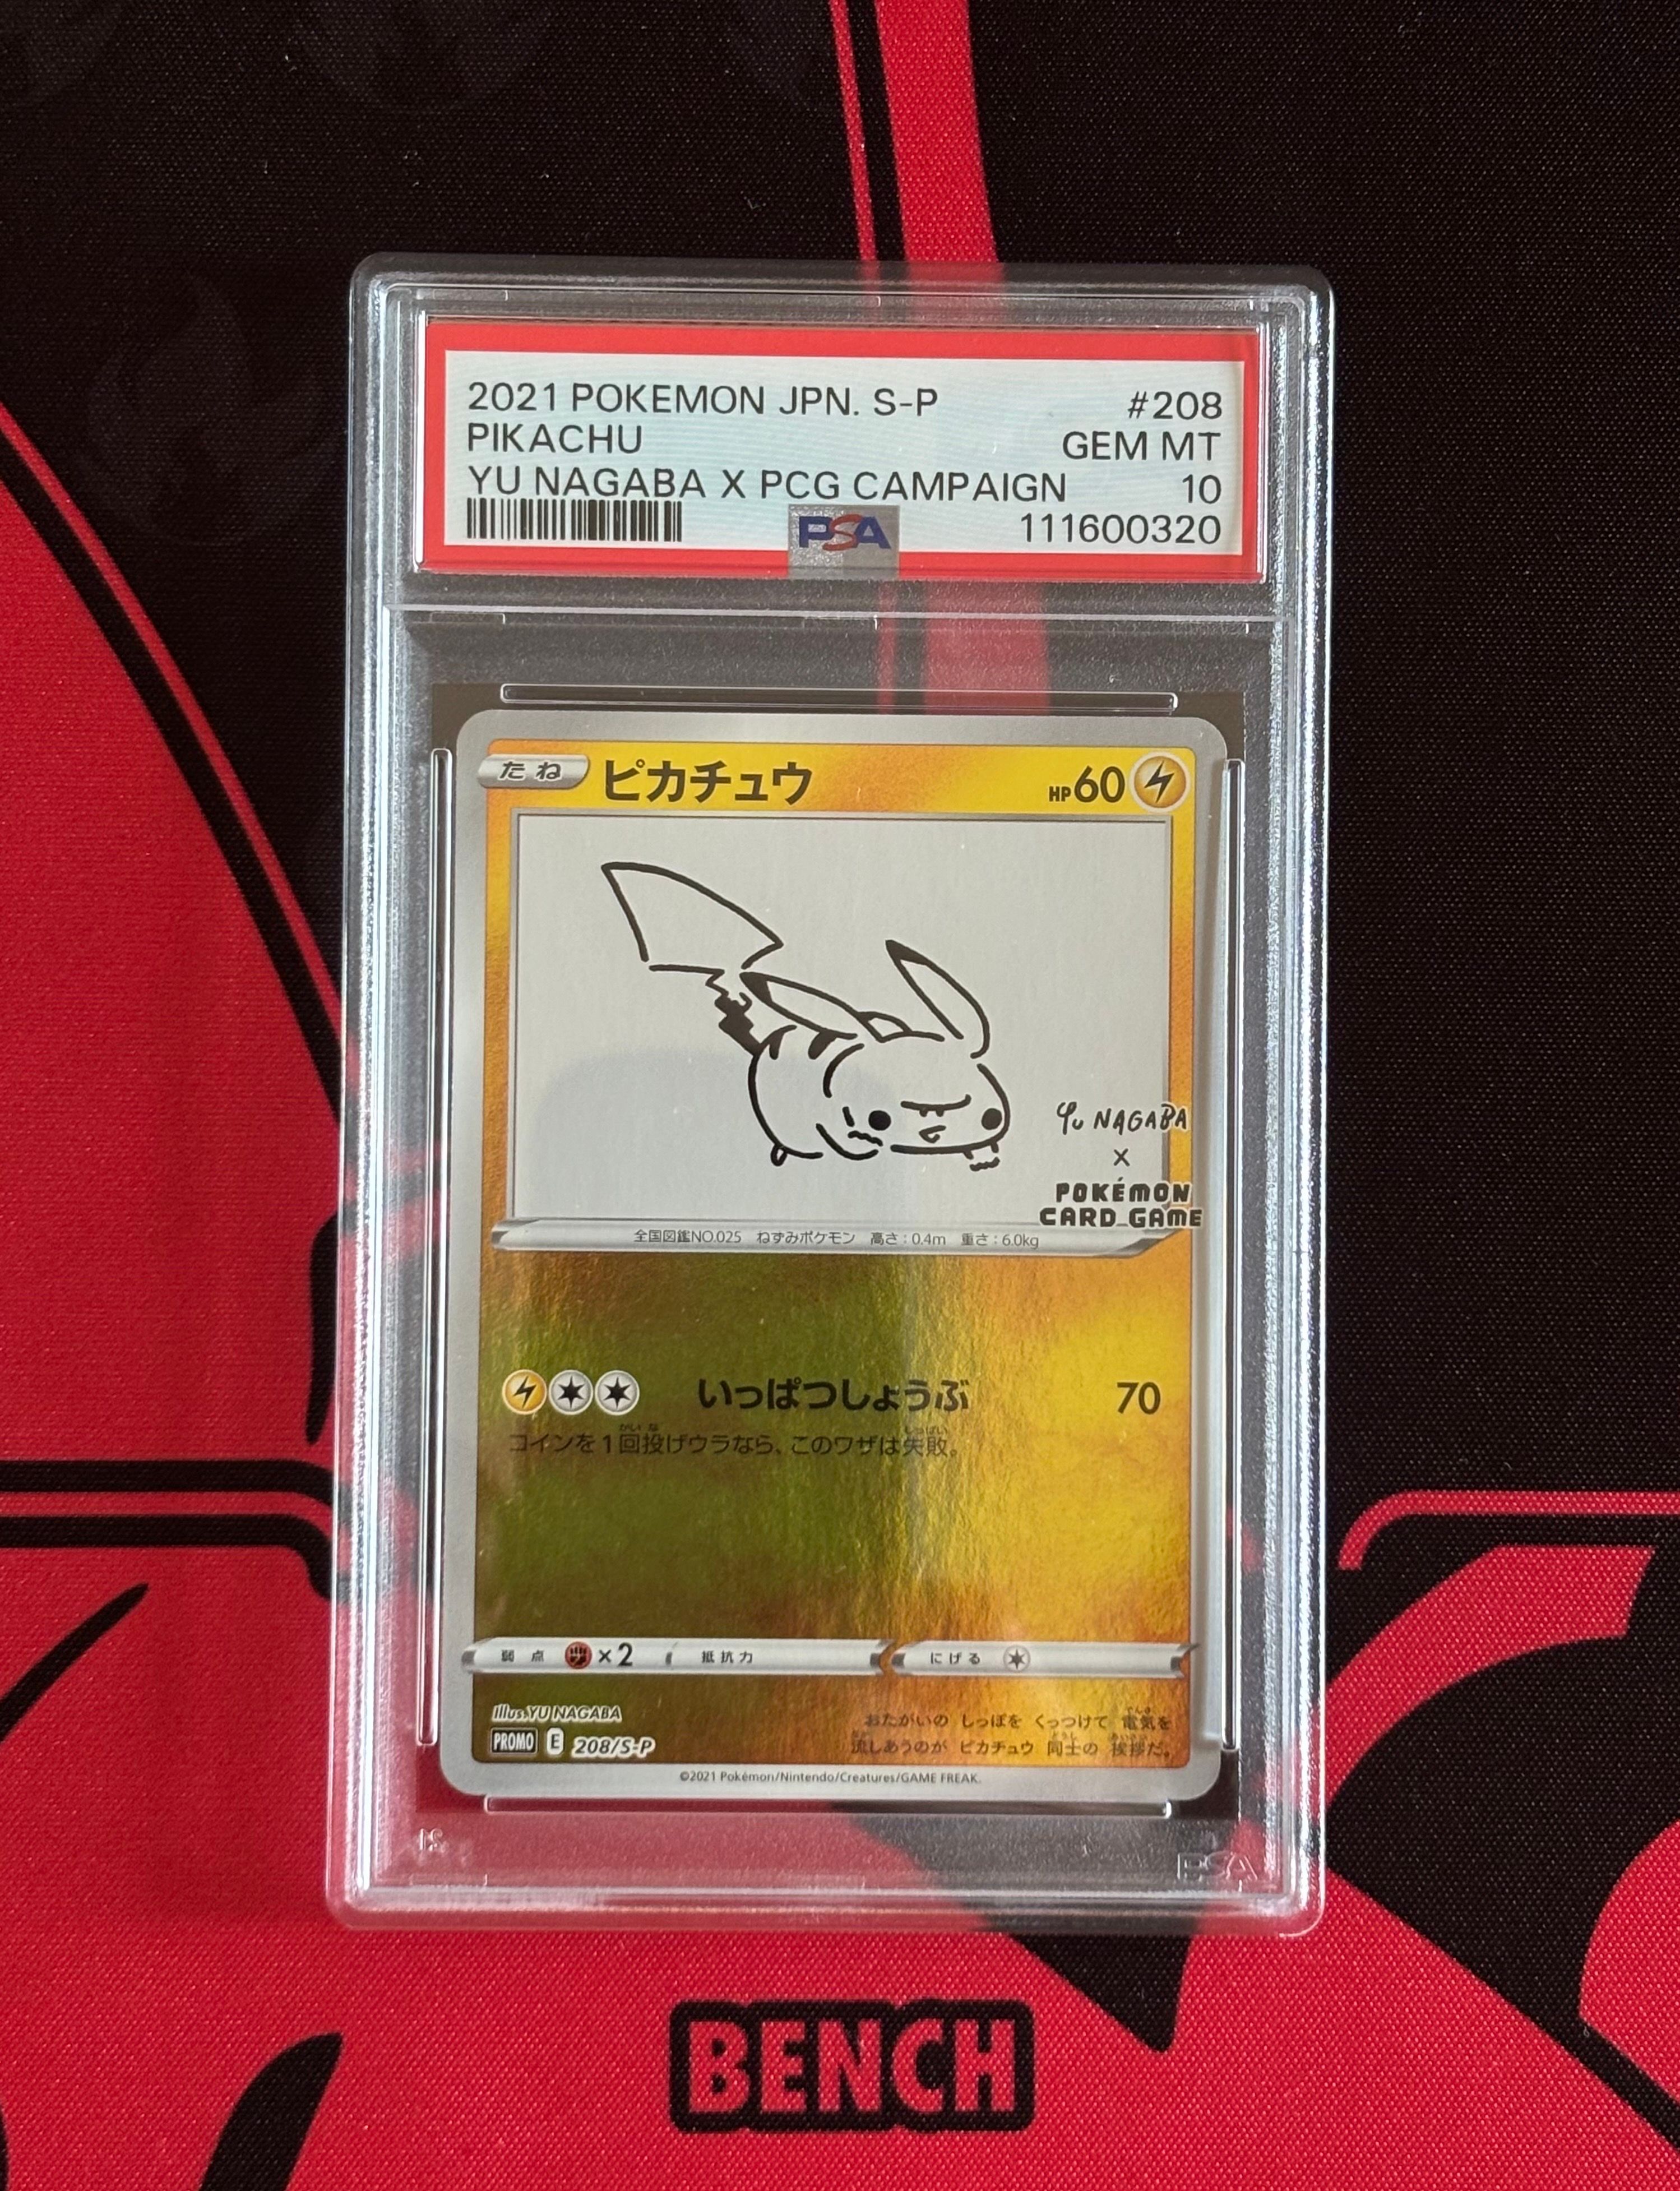 2021 POKEMON JPN. S-P #208
PIKACHU GEM MT
YU NAGABA X PCG CAMPAIGN 10
PSA 111600320
たね ピカチュウ HP60
YU NAGABA
X
POKÉMON
CARD GAME
全国図鑑NO.025 ねずみポケモン 高さ:0.4m 重さ:6.0kg
いっぱつしょうぶ 70
コインを1回投げウラなら、このワザは失敗。
弱点 ×2 抵抗力 にげる
Illus. YU NAGABA
PROMO E 208/S-P
おたがいの しっぽを くっつけて 電気を
流しあうのが ピカチュウ 同士の 挨拶だ。
©2021 Pokémon/Nintendo/Creatures/GAME FREAK.
PSA
BENCH